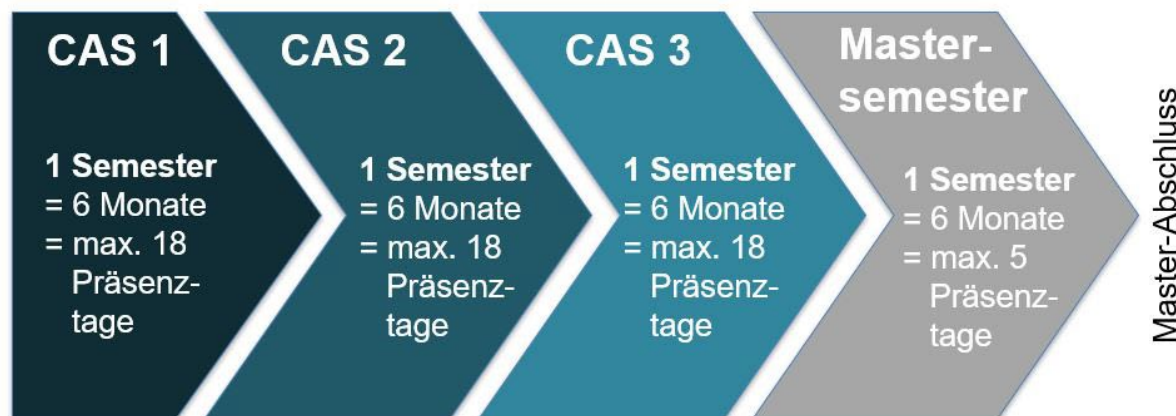 CAS 1
1 Semester
= 6 Monate
= max. 18
Präsenz-
tage
CAS 2
1 Semester
= 6 Monate
= max. 18
Präsenz-
tage
CAS 3
1 Semester
= 6 Monate
= max. 18
Präsenz-
tage
Master-
semester
1 Semester
= 6 Monate
= max. 5
Präsenz-
tage
Master-Abschluss